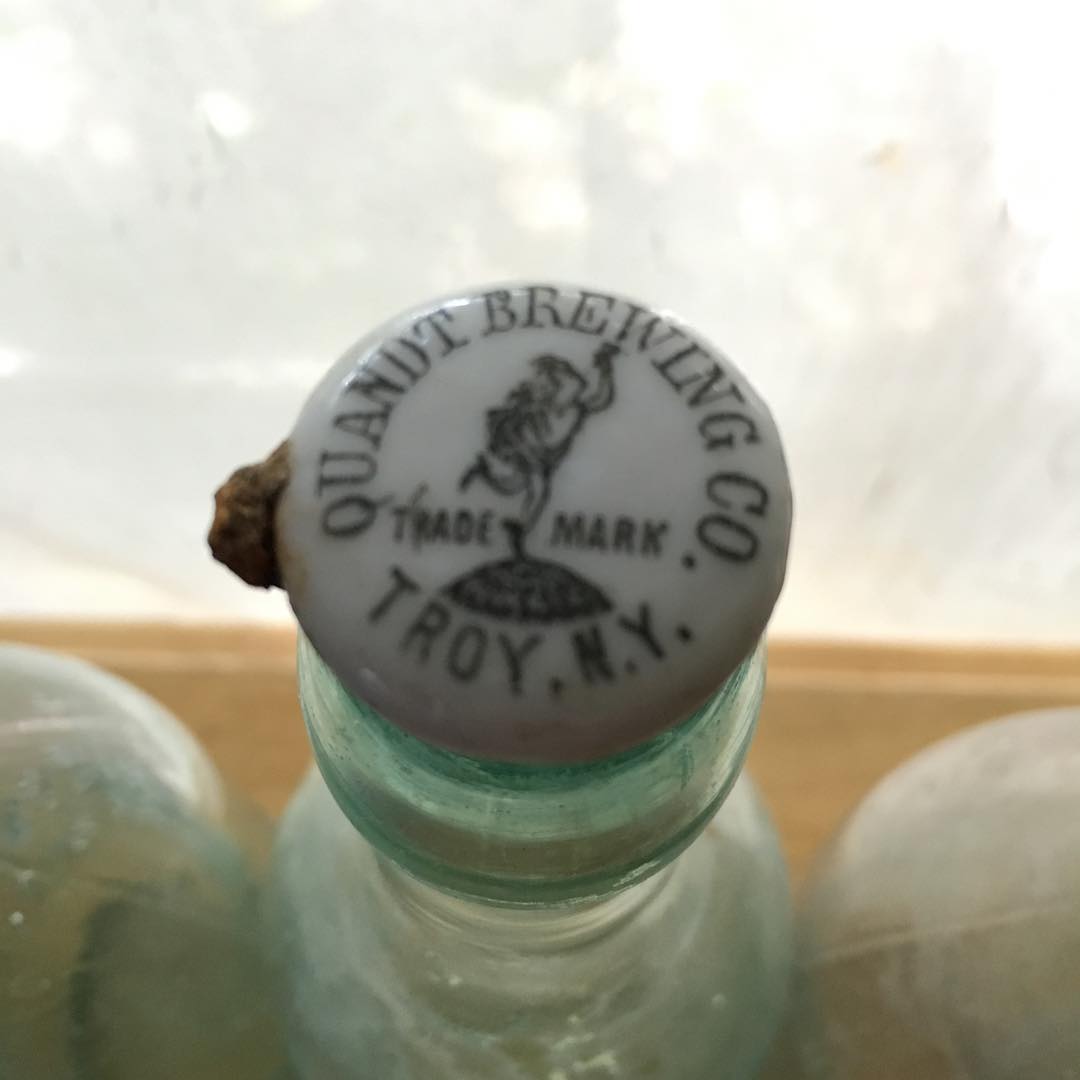 QUANDT BREWING CO.
TRADE MARK
TROY, N.Y.